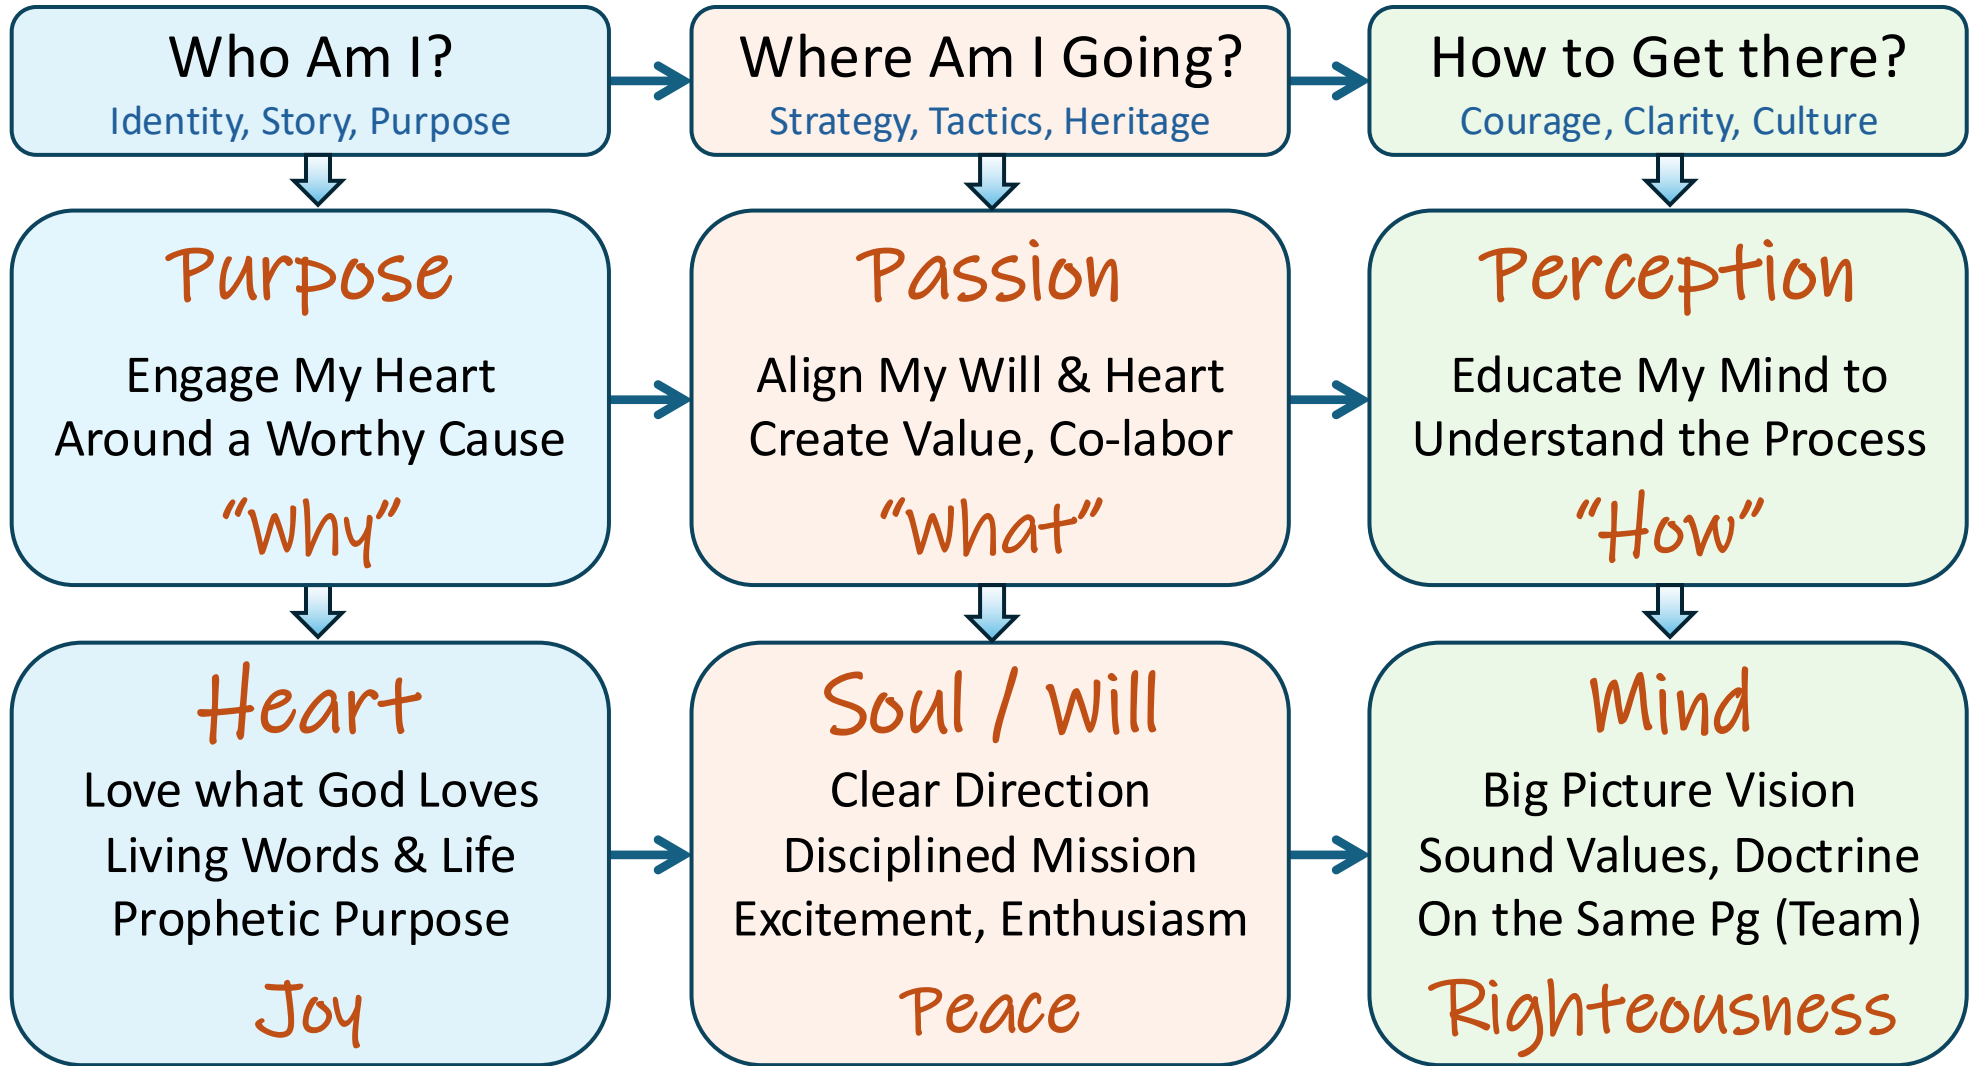 Who Am I?
Identity, Story, Purpose
Where Am I Going?
Strategy, Tactics, Heritage
How to Get there?
Courage, Clarity, Culture
Purpose
Engage My Heart
Around a Worthy Cause
“Why”
Passion
Align My Will & Heart
Create Value, Co-labor
“What”
Perception
Educate My Mind to
Understand the Process
“How”
Heart
Love what God Loves
Living Words & Life
Prophetic Purpose
Joy
Soul / Will
Clear Direction
Disciplined Mission
Excitement, Enthusiasm
Peace
Mind
Big Picture Vision
Sound Values, Doctrine
On the Same Pg (Team)
Righteousness